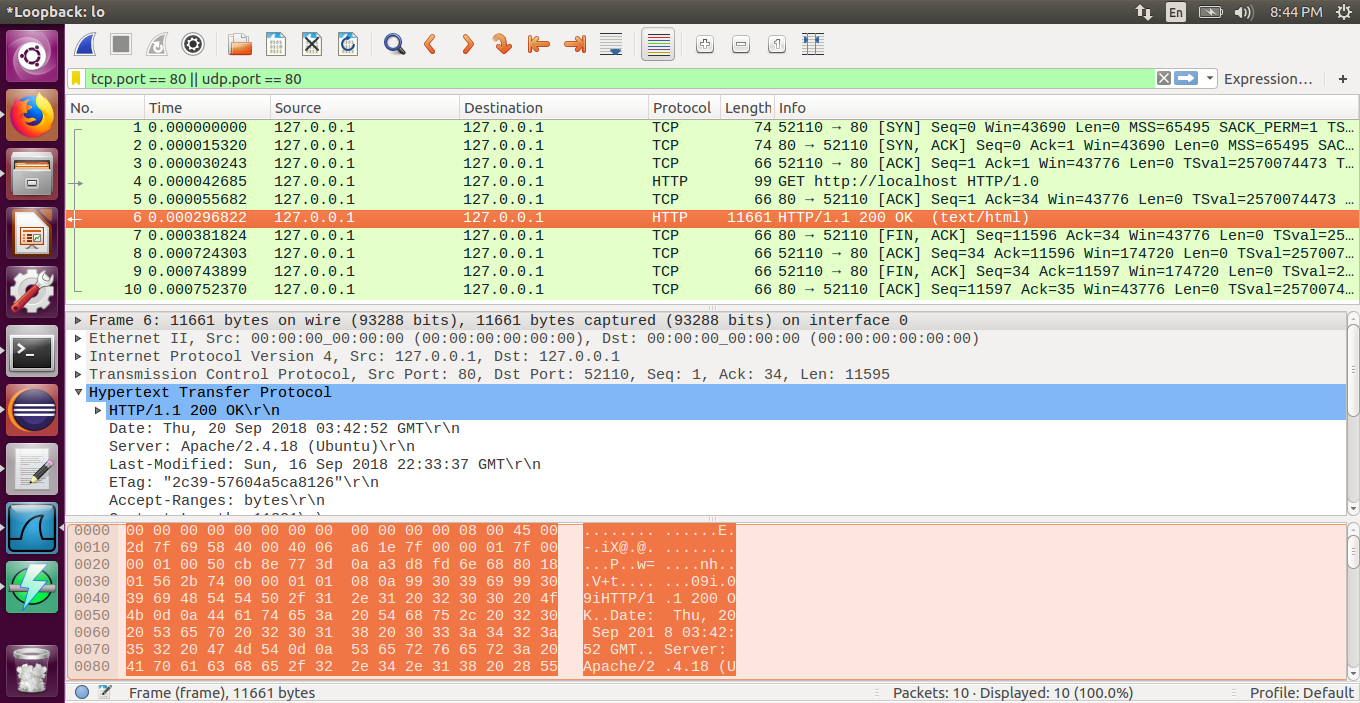 *Loopback: lo En 8:44 PM
tcp.port == 80 || udp.port == 80 Expression… +
No. Time Source Destination Protocol Length Info
1 0.000000000 127.0.0.1 127.0.0.1 TCP 74 52110 → 80 [SYN] Seq=0 Win=43690 Len=0 MSS=65495 SACK_PERM=1 TS…
2 0.000015320 127.0.0.1 127.0.0.1 TCP 74 80 → 52110 [SYN, ACK] Seq=0 Ack=1 Win=43690 Len=0 MSS=65495 SAC…
3 0.000030243 127.0.0.1 127.0.0.1 TCP 66 52110 → 80 [ACK] Seq=1 Ack=1 Win=43776 Len=0 TSval=2570074473 T…
4 0.000042685 127.0.0.1 127.0.0.1 HTTP 99 GET http://localhost HTTP/1.0
5 0.000055682 127.0.0.1 127.0.0.1 TCP 66 80 → 52110 [ACK] Seq=1 Ack=34 Win=43776 Len=0 TSval=2570074473 …
6 0.000296822 127.0.0.1 127.0.0.1 HTTP 11661 HTTP/1.1 200 OK (text/html)
7 0.000381824 127.0.0.1 127.0.0.1 TCP 66 80 → 52110 [FIN, ACK] Seq=11596 Ack=34 Win=43776 Len=0 TSval=25…
8 0.000724303 127.0.0.1 127.0.0.1 TCP 66 52110 → 80 [ACK] Seq=34 Ack=11596 Win=174720 Len=0 TSval=257007…
9 0.000743899 127.0.0.1 127.0.0.1 TCP 66 52110 → 80 [FIN, ACK] Seq=34 Ack=11597 Win=174720 Len=0 TSval=2…
10 0.000752370 127.0.0.1 127.0.0.1 TCP 66 80 → 52110 [ACK] Seq=11597 Ack=35 Win=43776 Len=0 TSval=2570074…
Frame 6: 11661 bytes on wire (93288 bits), 11661 bytes captured (93288 bits) on interface 0
Ethernet II, Src: 00:00:00_00:00:00 (00:00:00:00:00:00), Dst: 00:00:00_00:00:00 (00:00:00:00:00:00)
Internet Protocol Version 4, Src: 127.0.0.1, Dst: 127.0.0.1
Transmission Control Protocol, Src Port: 80, Dst Port: 52110, Seq: 1, Ack: 34, Len: 11595
Hypertext Transfer Protocol
HTTP/1.1 200 OK\r\n
Date: Thu, 20 Sep 2018 03:42:52 GMT\r\n
Server: Apache/2.4.18 (Ubuntu)\r\n
Last-Modified: Sun, 16 Sep 2018 22:33:37 GMT\r\n
ETag: "2c39-57604a5ca8126"\r\n
Accept-Ranges: bytes\r\n
0000 00 00 00 00 00 00 00 00 00 00 00 00 08 00 45 00 ........ ......E.
0010 2d 7f 69 58 40 00 40 06 a6 1e 7f 00 00 01 7f 00 -.iX@.@. ........
0020 00 01 00 50 cb 8e 77 3d 0a a3 d8 fd 6e 68 80 18 ...P..w= ....nh..
0030 01 56 2b 74 00 00 01 01 08 0a 99 30 39 69 99 30 .V+t.... ...09i.0
0040 39 69 48 54 54 50 2f 31 2e 31 20 32 30 30 20 4f 9iHTTP/1 .1 200 O
0050 4b 0d 0a 44 61 74 65 3a 20 54 68 75 2c 20 32 30 K..Date: Thu, 20
0060 20 53 65 70 20 32 30 31 38 20 30 33 3a 34 32 3a Sep 201 8 03:42:
0070 35 32 20 47 4d 54 0d 0a 53 65 72 76 65 72 3a 20 52 GMT.. Server:
0080 41 70 61 63 68 65 2f 32 2e 34 2e 31 38 20 28 55 Apache/2 .4.18 (U
Frame (frame), 11661 bytes Packets: 10 · Displayed: 10 (100.0%) Profile: Default